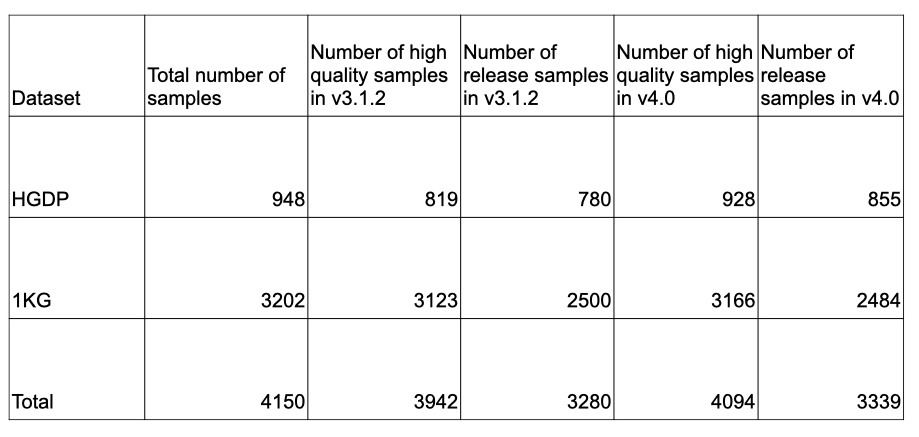 Dataset
Total number of
samples
Number of high
quality samples
in v3.1.2
Number of
release samples
in v3.1.2
Number of high
quality samples
in v4.0
Number of
release
samples in v4.0
HGDP 948 819 780 928 855
1KG 3202 3123 2500 3166 2484
Total 4150 3942 3280 4094 3339